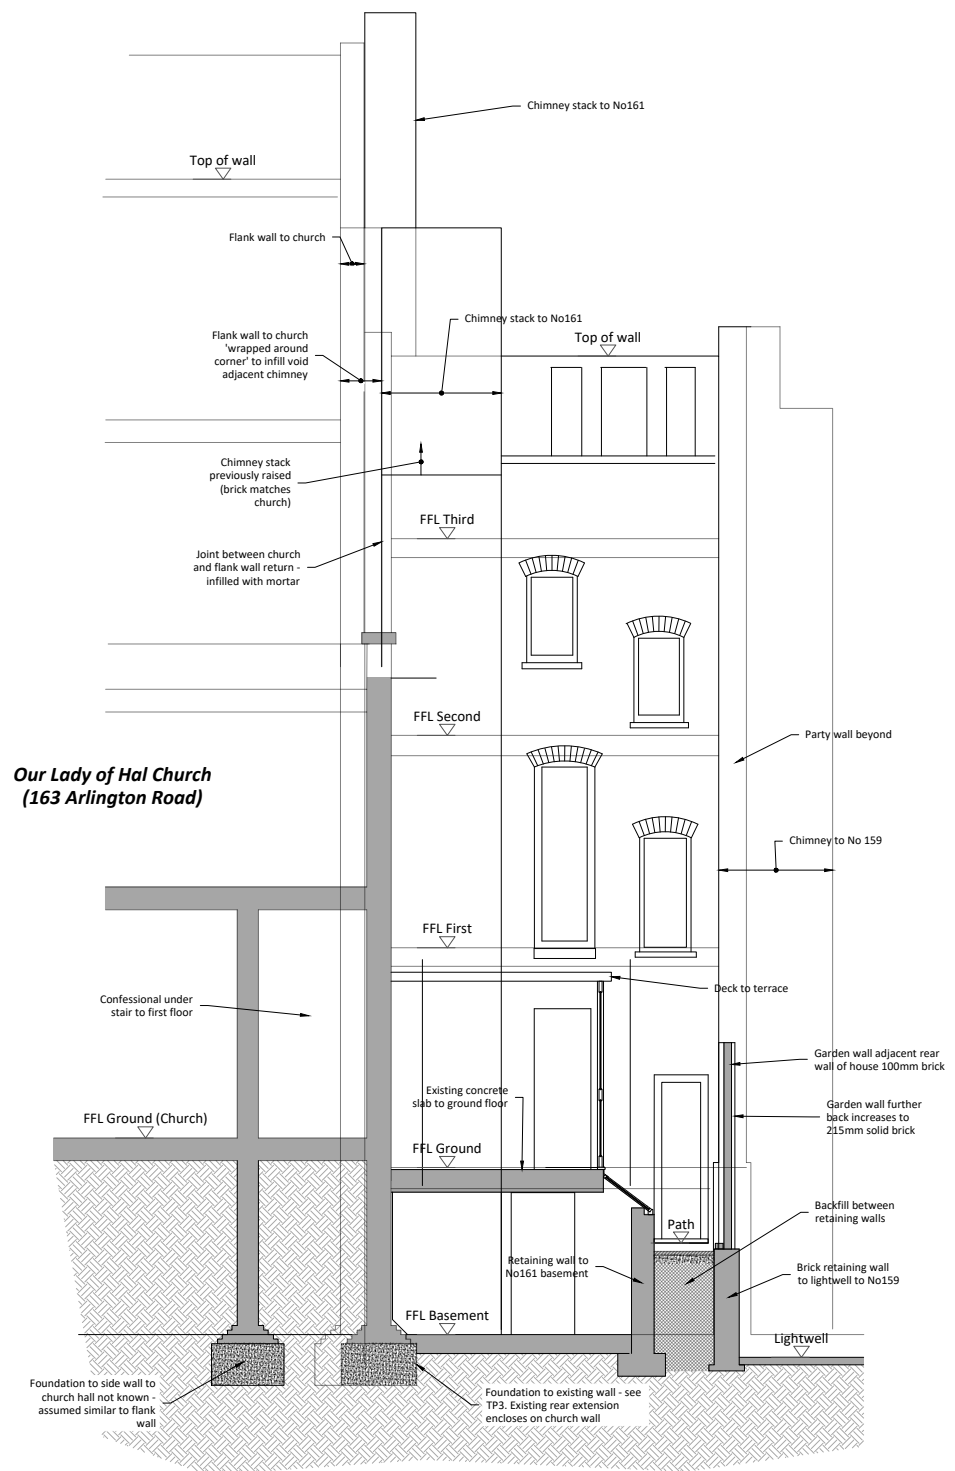 Chimney stack to No161
Top of wall
Flank wall to church
Chimney stack to No161
Flank wall to church
'wrapped around
corner' to infill void
adjacent chimney
Top of wall
Chimney stack
previously raised
(brick matches
church)
FFL Third
Joint between church
and flank wall return -
infilled with mortar
FFL Second
Party wall beyond
Our Lady of Hal Church
(163 Arlington Road)
Chimney to No 159
FFL First
Deck to terrace
Confessional under
stair to first floor
Garden wall adjacent rear
wall of house 100mm brick
Existing concrete
slab to ground floor
Garden wall further
back increases to
215mm solid brick
FFL Ground (Church)
FFL Ground
Backfill between
retaining walls
Path
Retaining wall to
No161 basement
Brick retaining wall
to lightwell to No159
FFL Basement
Lightwell
Foundation to side wall to
church hall not known -
assumed similar to flank
wall
Foundation to existing wall - see
TP3. Existing rear extension
encloses on church wall